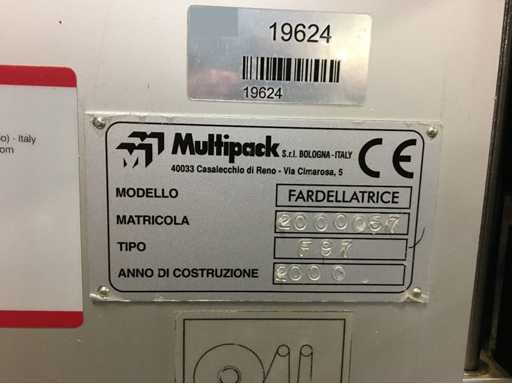 19624
19624
o) - Italy
om
Multipack S.r.l. BOLOGNA-ITALY CE
40033 Casalecchio di Reno - Via Cimarosa, 5
MODELLO FARDELLATRICE
MATRICOLA 2000057
TIPO F97
ANNO DI COSTRUZIONE 2000